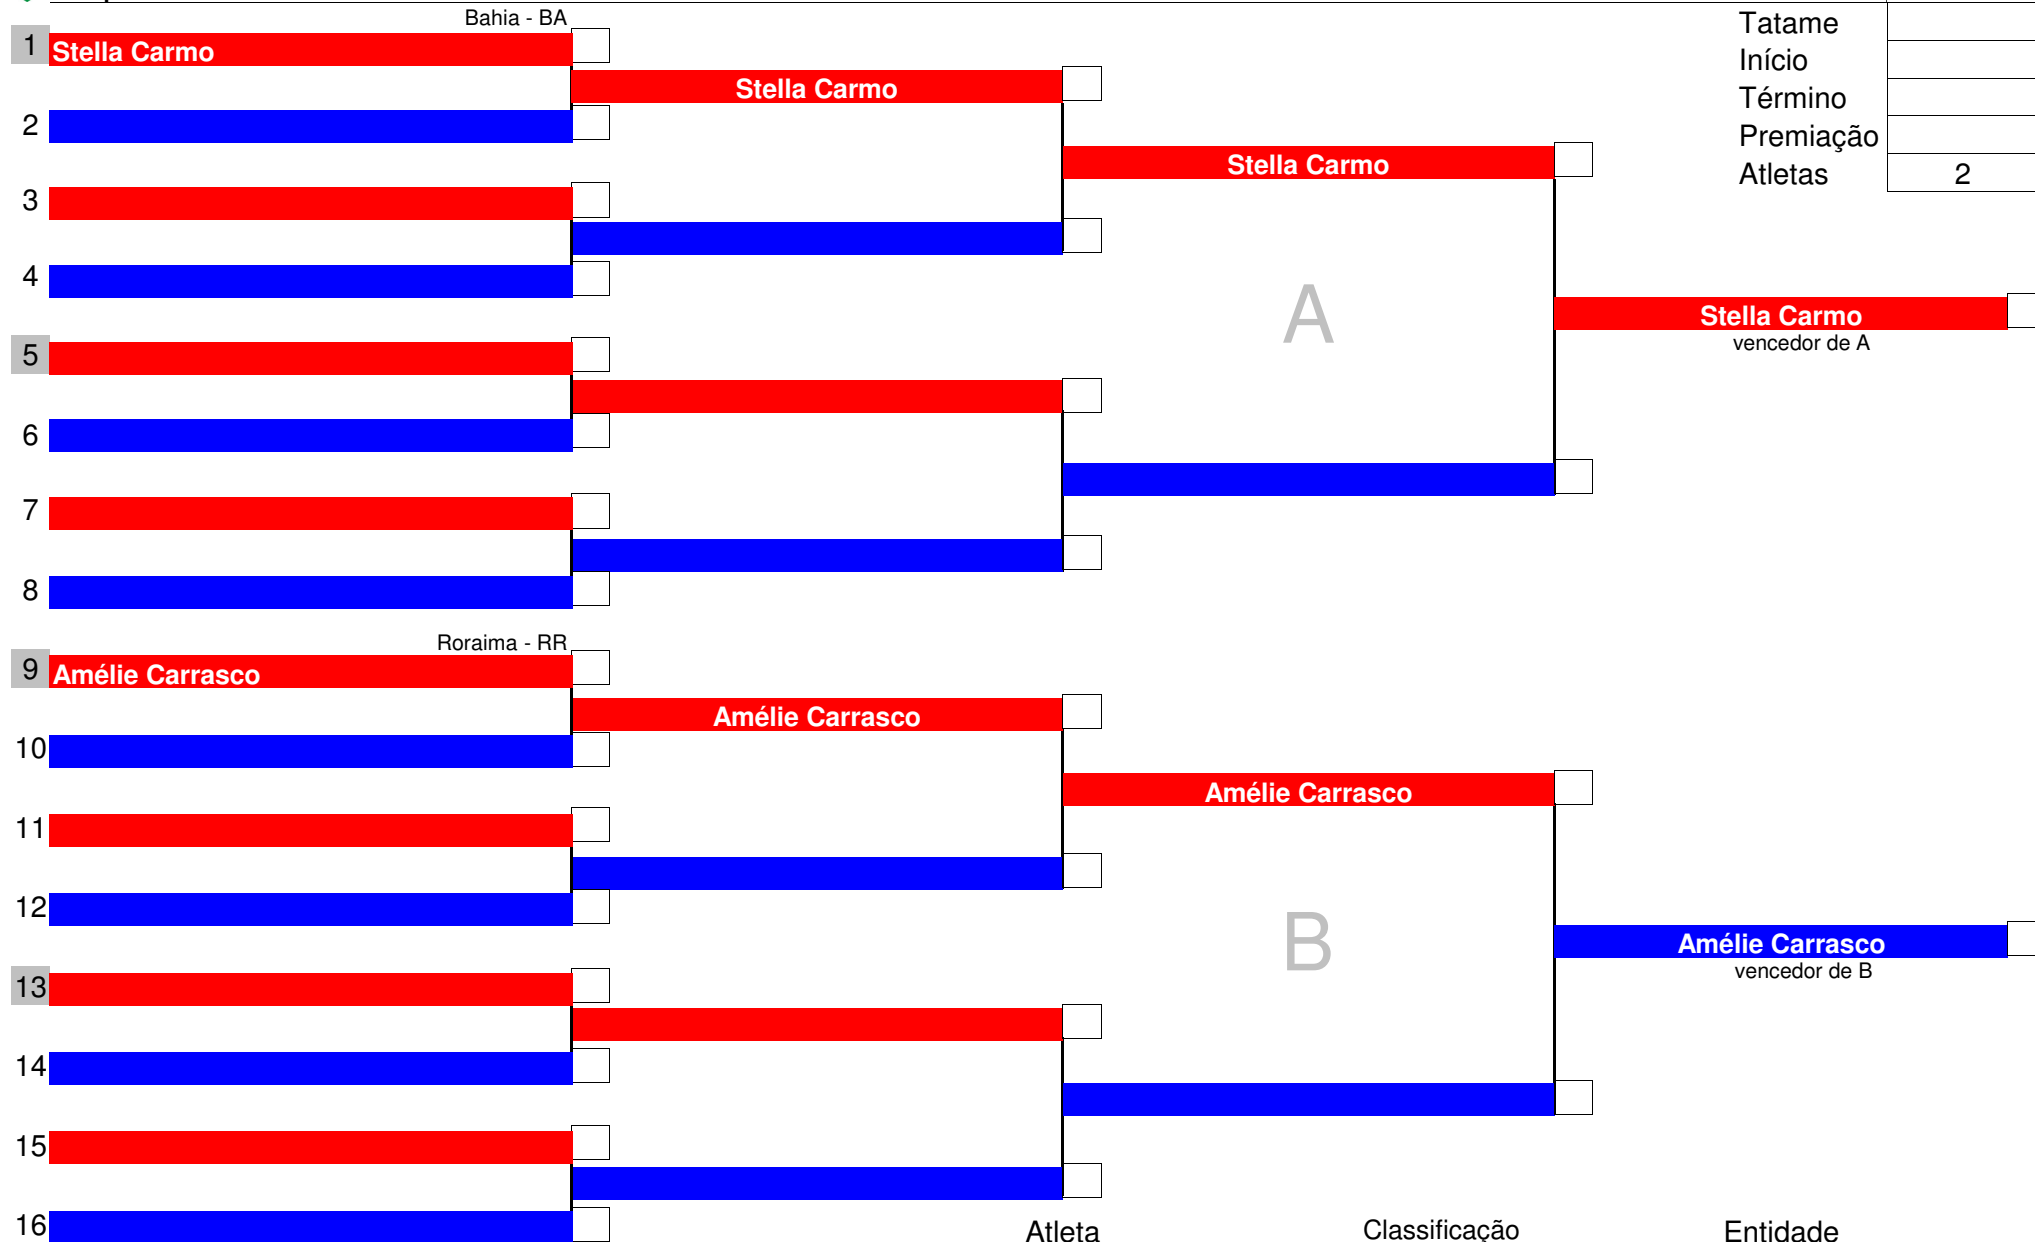 Bahia - BA
Tatame
1 Stella Carmo
Início
Stella Carmo
Término
2
Premiação
Stella Carmo
Atletas 2
3
4
A
Stella Carmo
vencedor de A
5
6
7
8
Roraima - RR
9 Amélie Carrasco
Amélie Carrasco
10
Amélie Carrasco
11
12
B
Amélie Carrasco
vencedor de B
13
14
15
16
Atleta Classificação Entidade